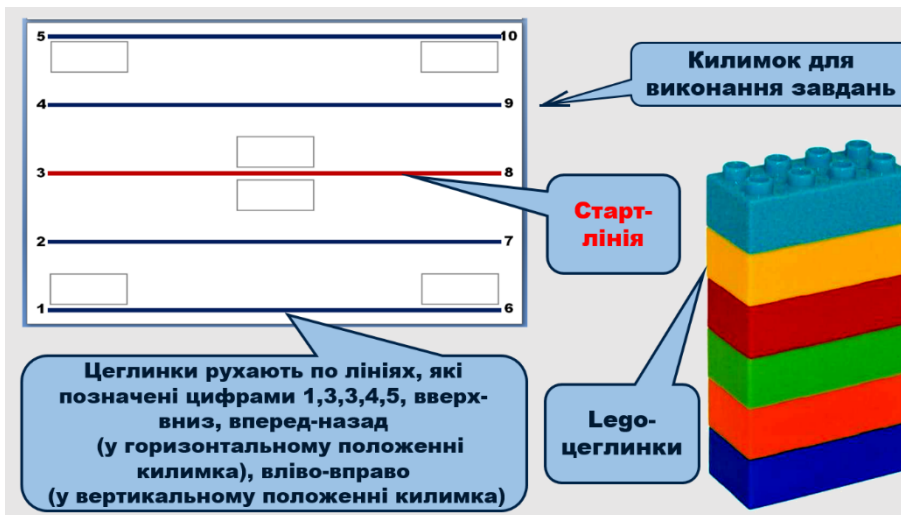 5 10
4 9
3 8
2 7
1 6
Килимок для
виконання завдань
Старт-
лінія
Цеглинки рухають по лініях, які
позначені цифрами 1,3,3,4,5, вверх-
вниз, вперед-назад
(у горизонтальному положенні
килимка), вліво-вправо
(у вертикальному положенні килимка)
Lego-
цеглинки